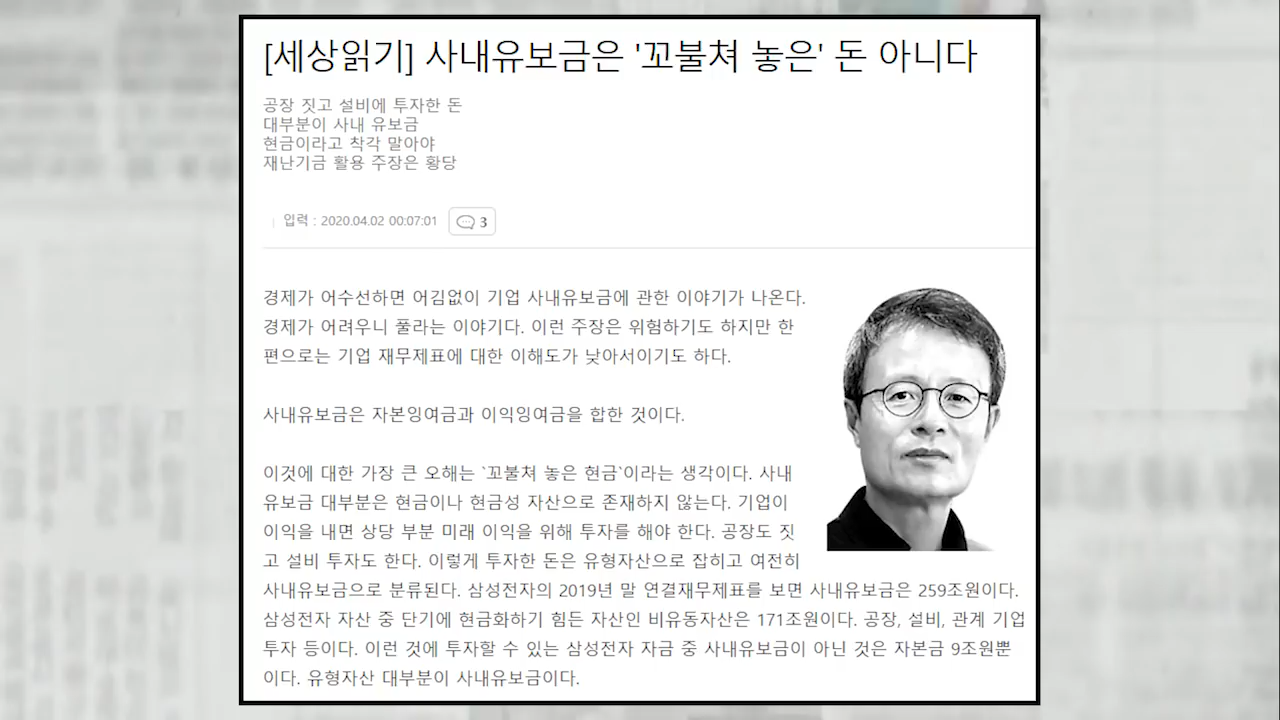 [세상읽기] 사내유보금은 '꼬불쳐 놓은' 돈 아니다
공장 짓고 설비에 투자한 돈
대부분이 사내 유보금
현금이라고 착각 말아야
재난기금 활용 주장은 황당
입력 : 2020.04.02 00:07:01 3
경제가 어수선하면 어김없이 기업 사내유보금에 관한 이야기가 나온다.
경제가 어려우니 풀라는 이야기다. 이런 주장은 위험하기도 하지만 한
편으로는 기업 재무제표에 대한 이해도가 낮아서이기도 하다.
사내유보금은 자본잉여금과 이익잉여금을 합한 것이다.
이것에 대한 가장 큰 오해는 `꼬불쳐 놓은 현금`이라는 생각이다. 사내
유보금 대부분은 현금이나 현금성 자산으로 존재하지 않는다. 기업이
이익을 내면 상당 부분 미래 이익을 위해 투자를 해야 한다. 공장도 짓
고 설비 투자도 한다. 이렇게 투자한 돈은 유형자산으로 잡히고 여전히
사내유보금으로 분류된다. 삼성전자의 2019년 말 연결재무제표를 보면 사내유보금은 259조원이다.
삼성전자 자산 중 단기에 현금화하기 힘든 자산인 비유동자산은 171조원이다. 공장, 설비, 관계 기업
투자 등이다. 이런 것에 투자할 수 있는 삼성전자 자금 중 사내유보금이 아닌 것은 자본금 9조원뿐
이다. 유형자산 대부분이 사내유보금이다.